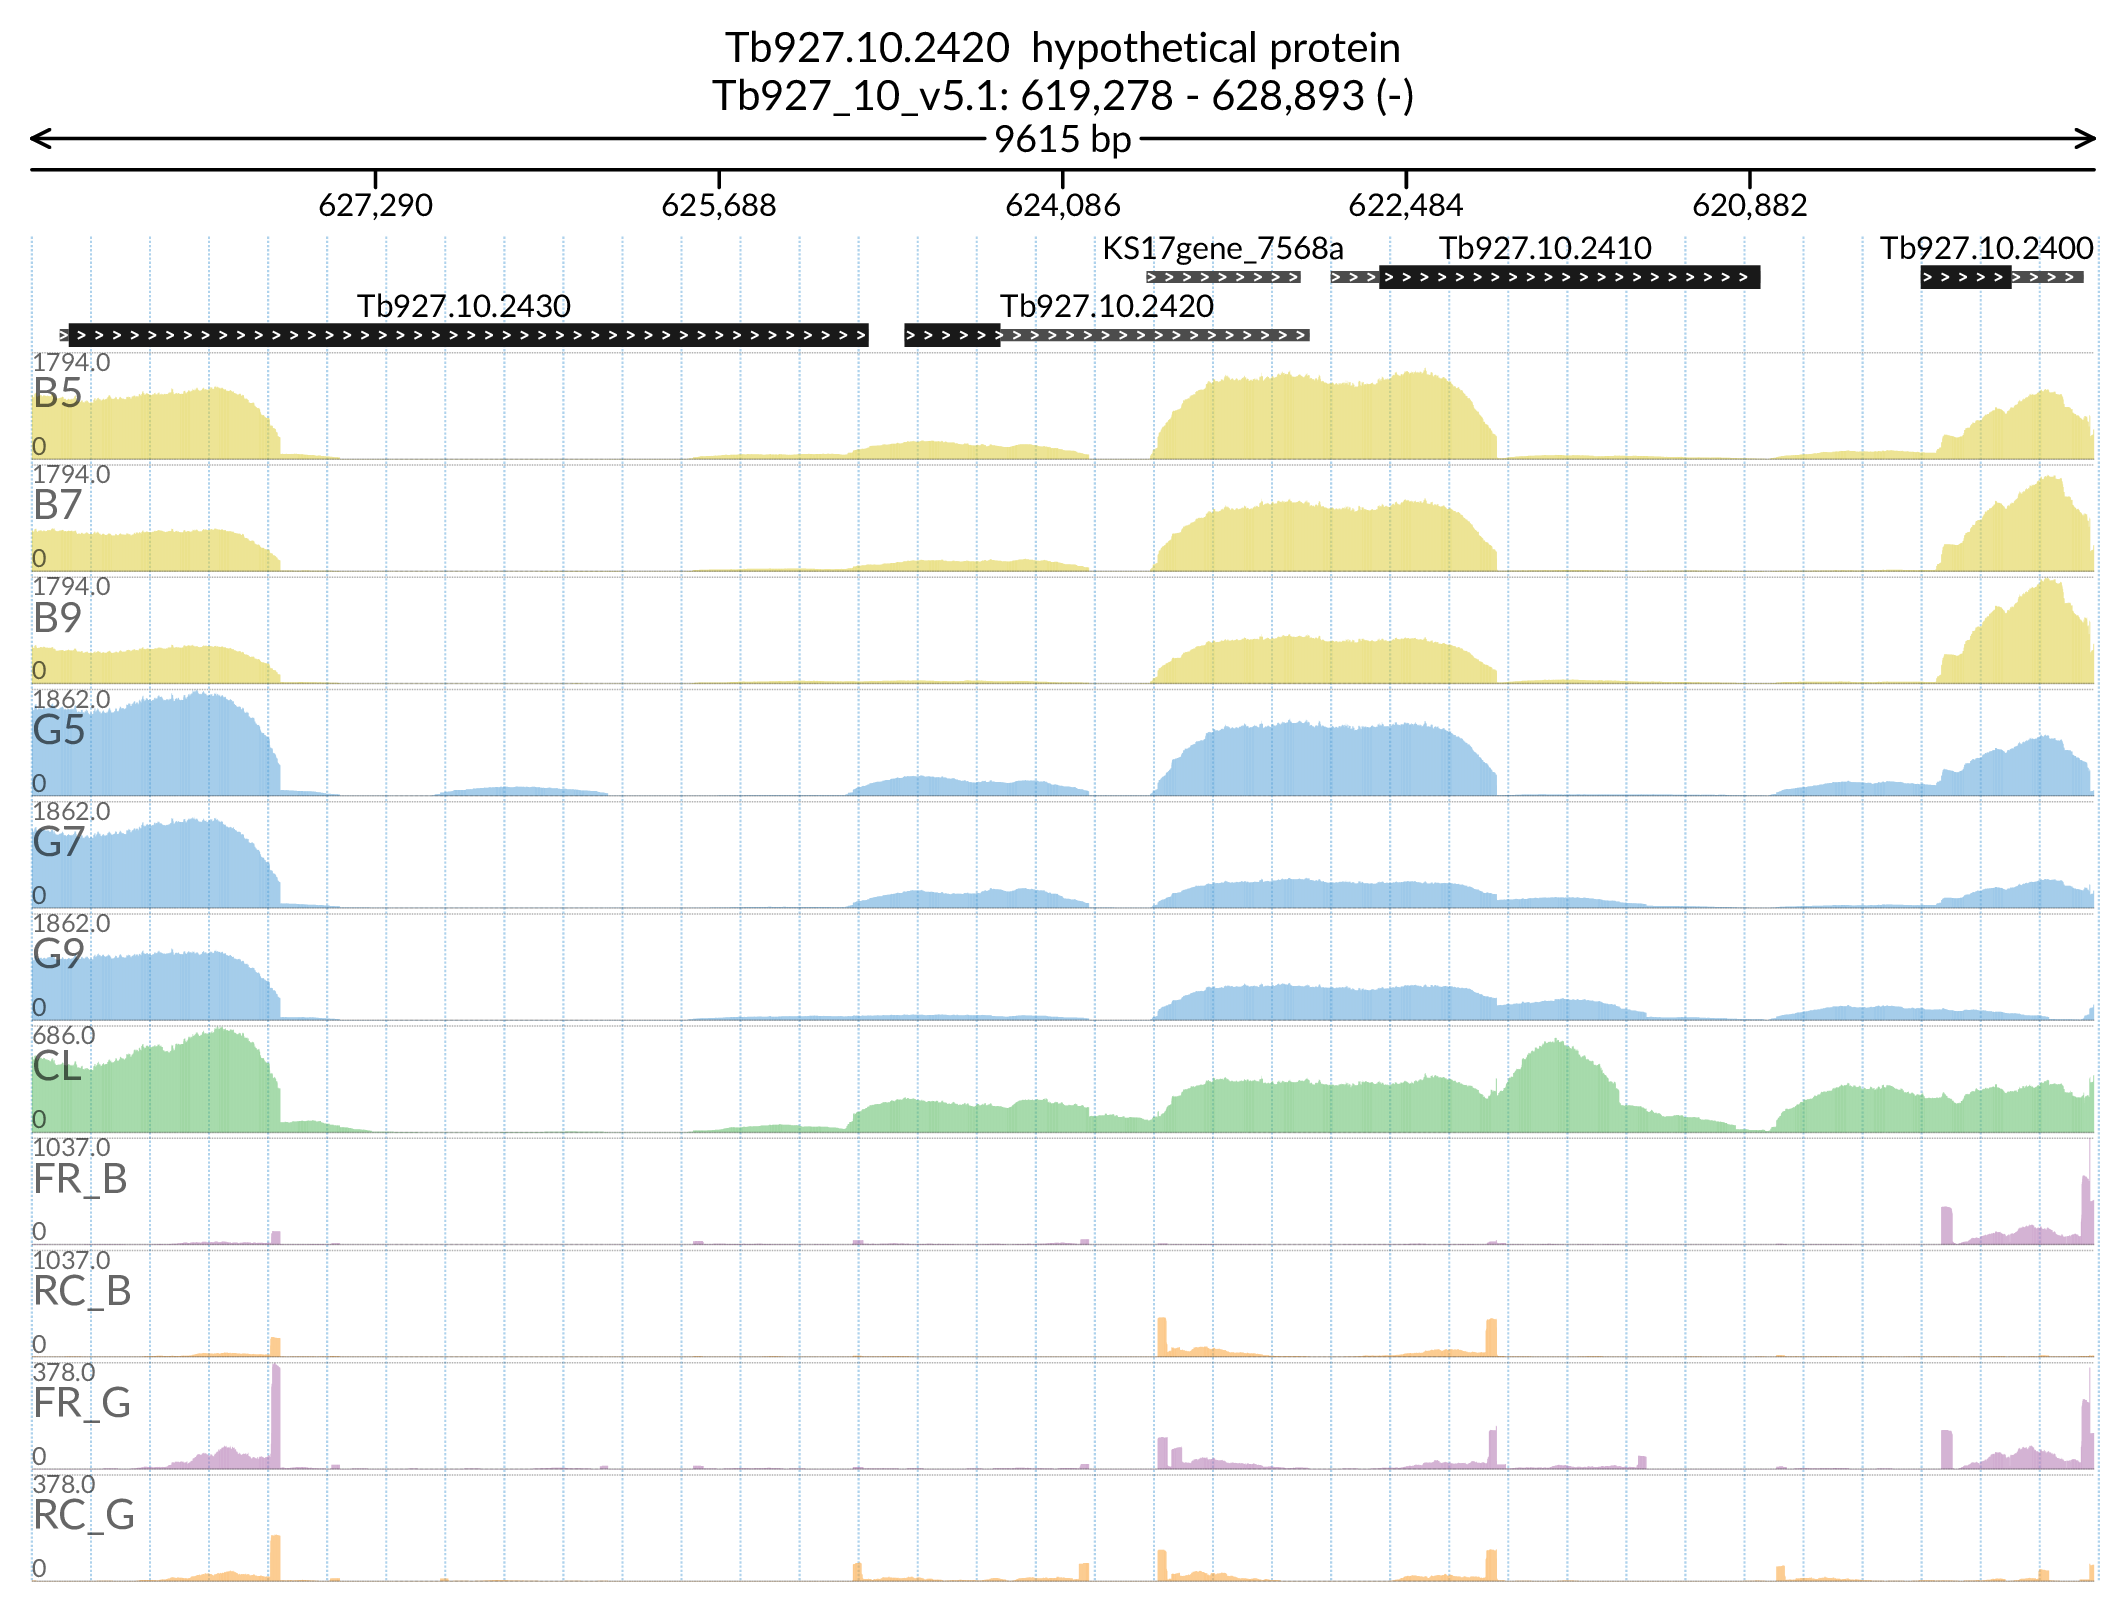 Tb927.10.2420  hypothetical protein
Tb927_10_v5.1: 619,278 - 628,893 (-)
9615 bp
627,290 625,688 624,086 622,484 620,882
KS17gene_7568a Tb927.10.2410 Tb927.10.2400
Tb927.10.2430 Tb927.10.2420
1794.0
B5
0
1794.0
B7
0
1794.0
B9
0
1862.0
G5
0
1862.0
G7
0
1862.0
G9
0
686.0
CL
0
1037.0
FR_B
0
1037.0
RC_B
0
378.0
FR_G
0
378.0
RC_G
0